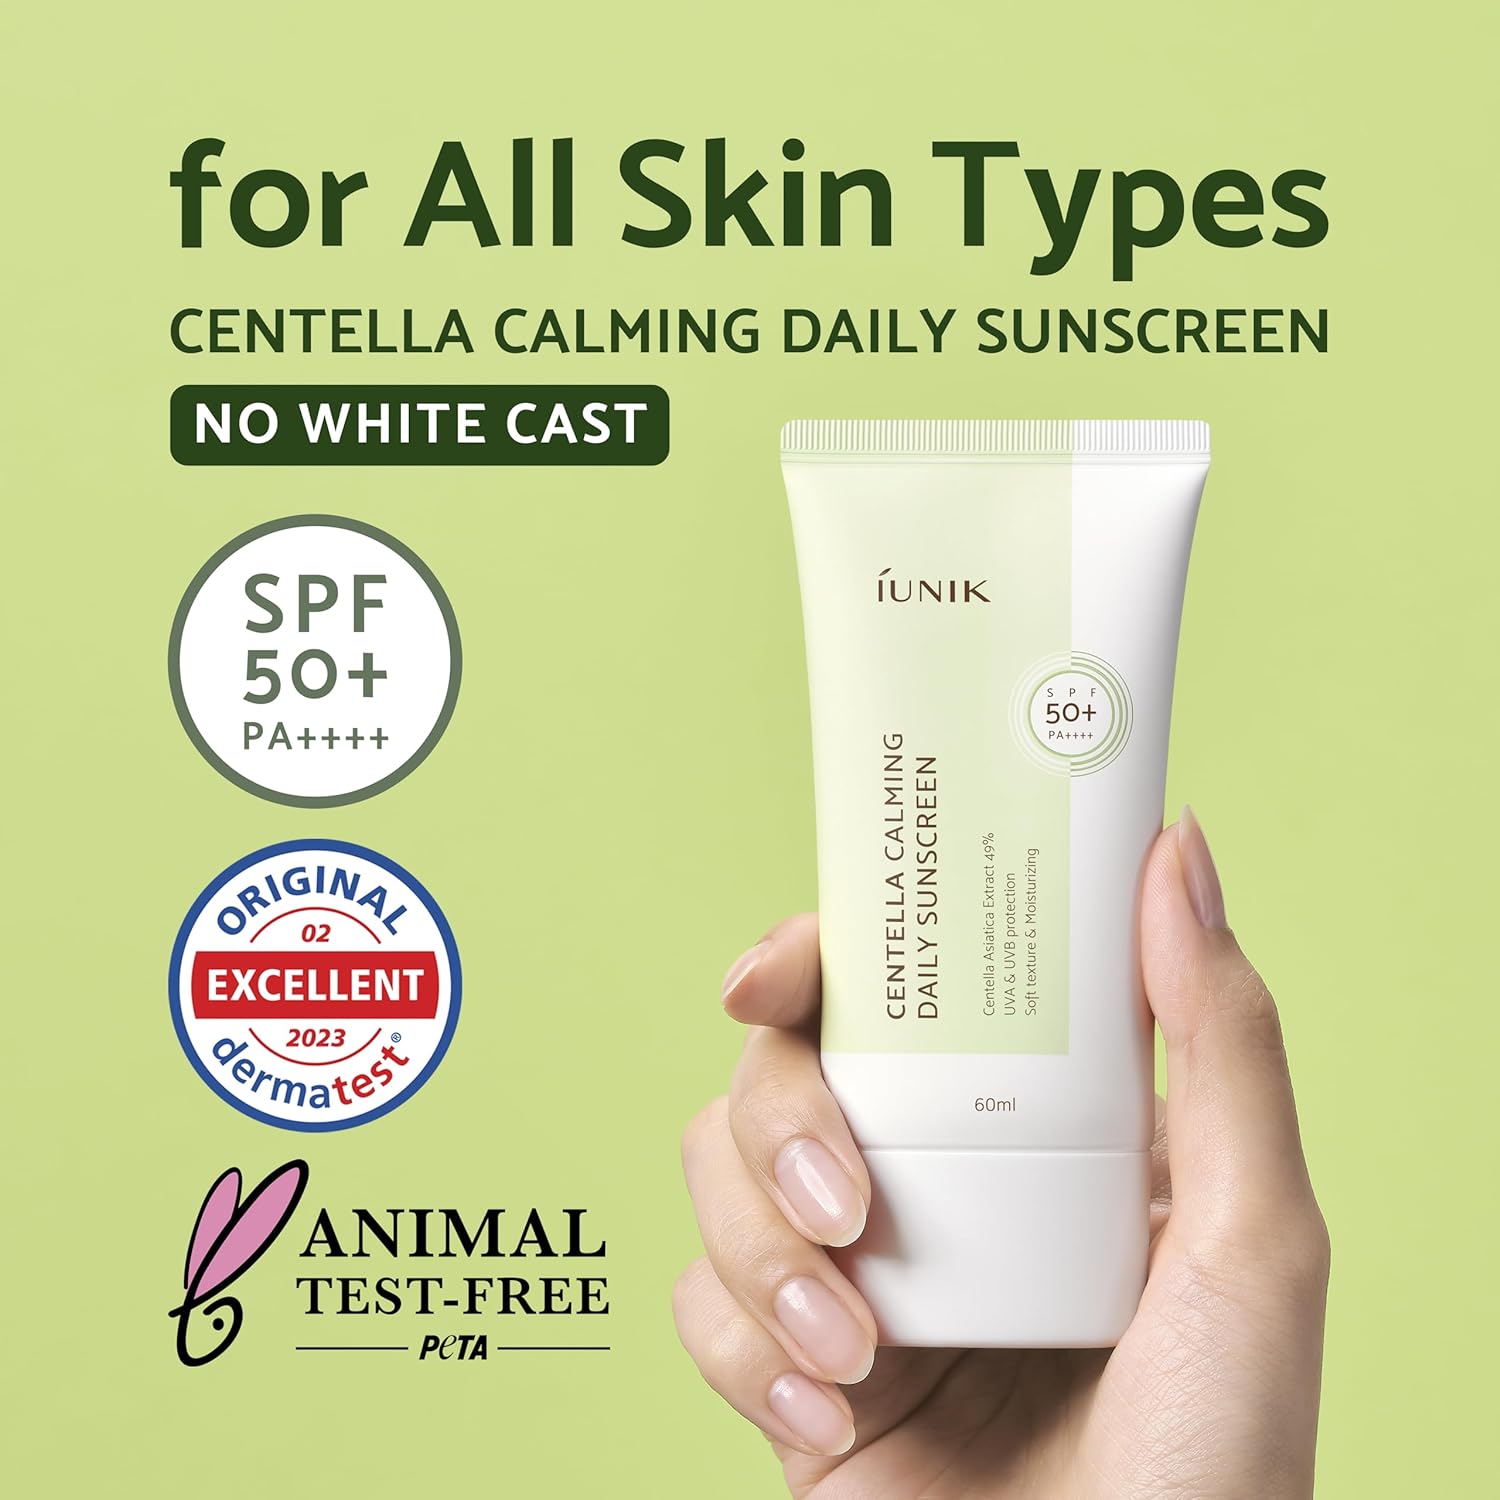 for All Skin Types
CENTELLA CALMING DAILY SUNSCREEN
NO WHITE CAST
SPF
50+
PA++++
ORIGINAL
02
EXCELLENT
2023
dermatest®
ANIMAL
TEST-FREE
PeTA
íUNIK
SPF
50+
PA++++
CENTELLA CALMING
DAILY SUNSCREEN
Centella Asiatica Extract 49%
UVA & UVB protection
Soft texture & Moisturizing
60ml